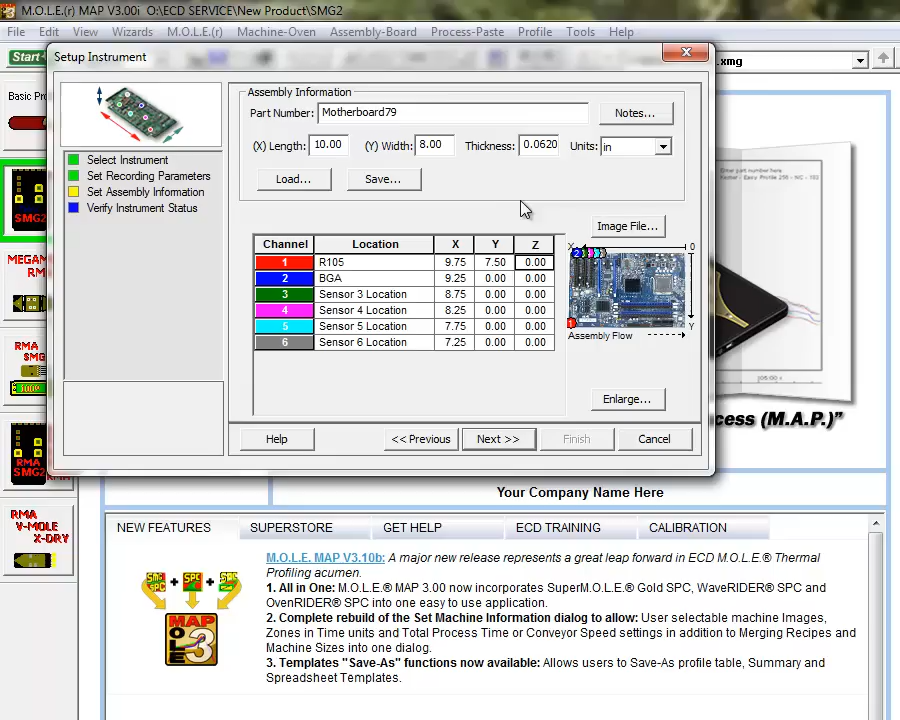 M.O.L.E.(r) MAP V3.00i  O:\ECD SERVICE\New Product\SMG2
File Edit View Wizards M.O.L.E.(r) Machine-Oven Assembly-Board Process-Paste Profile Tools Help
Start
.xmg
Setup Instrument
Basic Pr
Select Instrument
Set Recording Parameters
Set Assembly Information
Verify Instrument Status
Assembly Information
Part Number: Motherboard79 Notes...
(X) Length: 10.00 (Y) Width: 8.00 Thickness: 0.0620 Units: in
Load... Save...
Image File...
Channel Location X Y Z
1 R105 9.75 7.50 0.00
2 BGA 9.25 0.00 0.00
3 Sensor 3 Location 8.75 0.00 0.00
4 Sensor 4 Location 8.25 0.00 0.00
5 Sensor 5 Location 7.75 0.00 0.00
6 Sensor 6 Location 7.25 0.00 0.00
X 0
2
1
Y
Assembly Flow
Enlarge...
Help << Previous Next >> Finish Cancel
SMG2
MEGAM
RM
RMA
SMG
RMA
SMG2
RMA
V-MOLE
X-DRY
Enter part number here
cess (M.A.P.)”
Your Company Name Here
NEW FEATURES SUPERSTORE GET HELP ECD TRAINING CALIBRATION
M.O.L.E. MAP V3.10b: A major new release represents a great leap forward in ECD M.O.L.E.® Thermal
Profiling acumen.
1. All in One: M.O.L.E.® MAP 3.00 now incorporates SuperM.O.L.E.® Gold SPC, WaveRIDER® SPC and
OvenRIDER® SPC into one easy to use application.
2. Complete rebuild of the Set Machine Information dialog to allow: User selectable machine Images,
Zones in Time units and Total Process Time or Conveyor Speed settings in addition to Merging Recipes and
Machine Sizes into one dialog.
3. Templates "Save-As" functions now available: Allows users to Save-As profile table, Summary and
Spreadsheet Templates.
SPC + SPC + SPC
MAP
MOLE
3